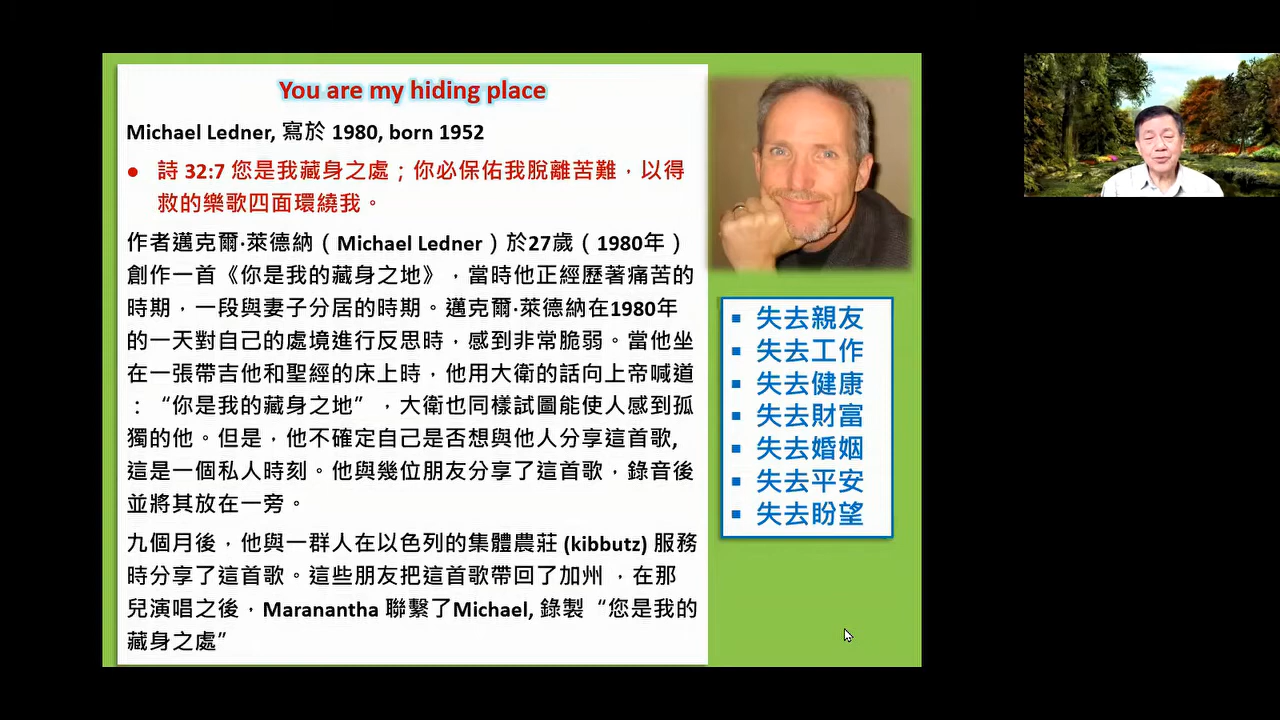 You are my hiding place
Michael Ledner, 寫於 1980, born 1952
● 詩 32:7 您是我藏身之處；你必保佑我脫離苦難，以得
救的樂歌四面環繞我。
作者邁克爾·萊德納（Michael Ledner）於27歲（1980年）
創作一首《你是我的藏身之地》，當時他正經歷著痛苦的
時期，一段與妻子分居的時期。邁克爾·萊德納在1980年
的一天對自己的處境進行反思時，感到非常脆弱。當他坐
在一張帶吉他和聖經的床上時，他用大衛的話向上帝喊道
：“你是我的藏身之地”，大衛也同樣試圖能使人感到孤
獨的他。但是，他不確定自己是否想與他人分享這首歌,
這是一個私人時刻。他與幾位朋友分享了這首歌，錄音後
並將其放在一旁。
九個月後，他與一群人在以色列的集體農莊 (kibbutz) 服務
時分享了這首歌。這些朋友把這首歌帶回了加州 ，在那
兒演唱之後，Maranantha 聯繫了Michael, 錄製 “您是我的
藏身之處”
▪ 失去親友
▪ 失去工作
▪ 失去健康
▪ 失去財富
▪ 失去婚姻
▪ 失去平安
▪ 失去盼望